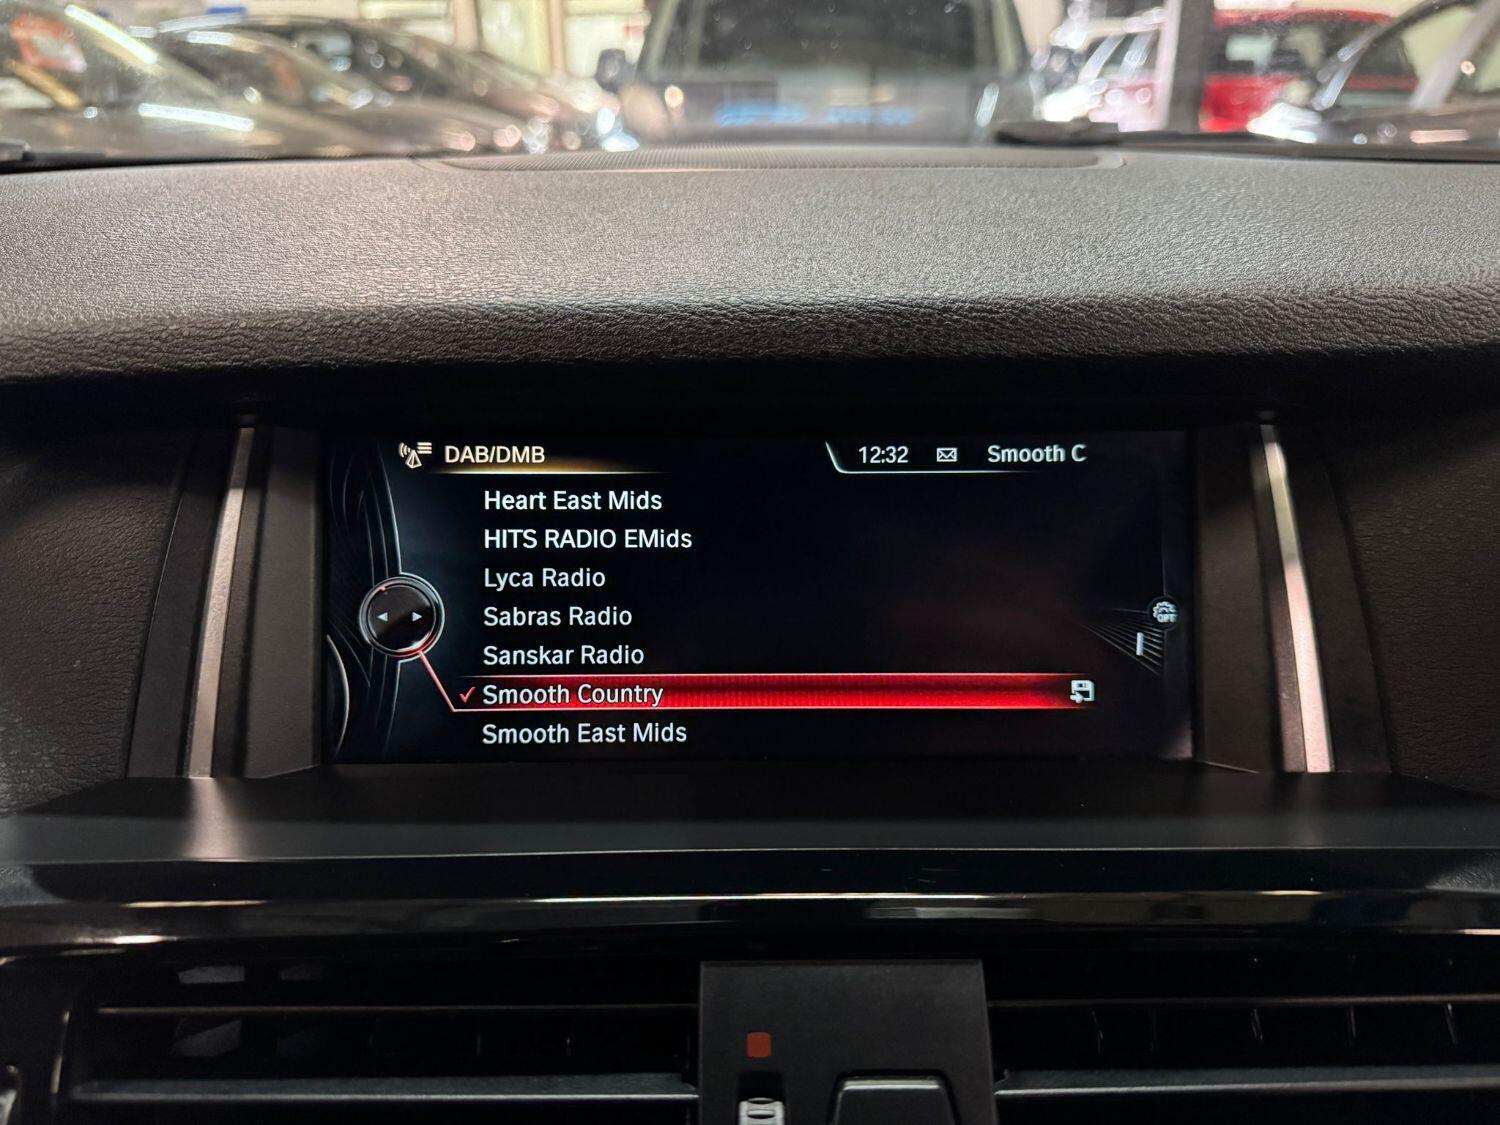 DAB/DMB
12:32 Smooth C
Heart East Mids
HITS RADIO EMids
Lyca Radio
Sabras Radio
OPT
Sanskar Radio
✓ Smooth Country
Smooth East Mids